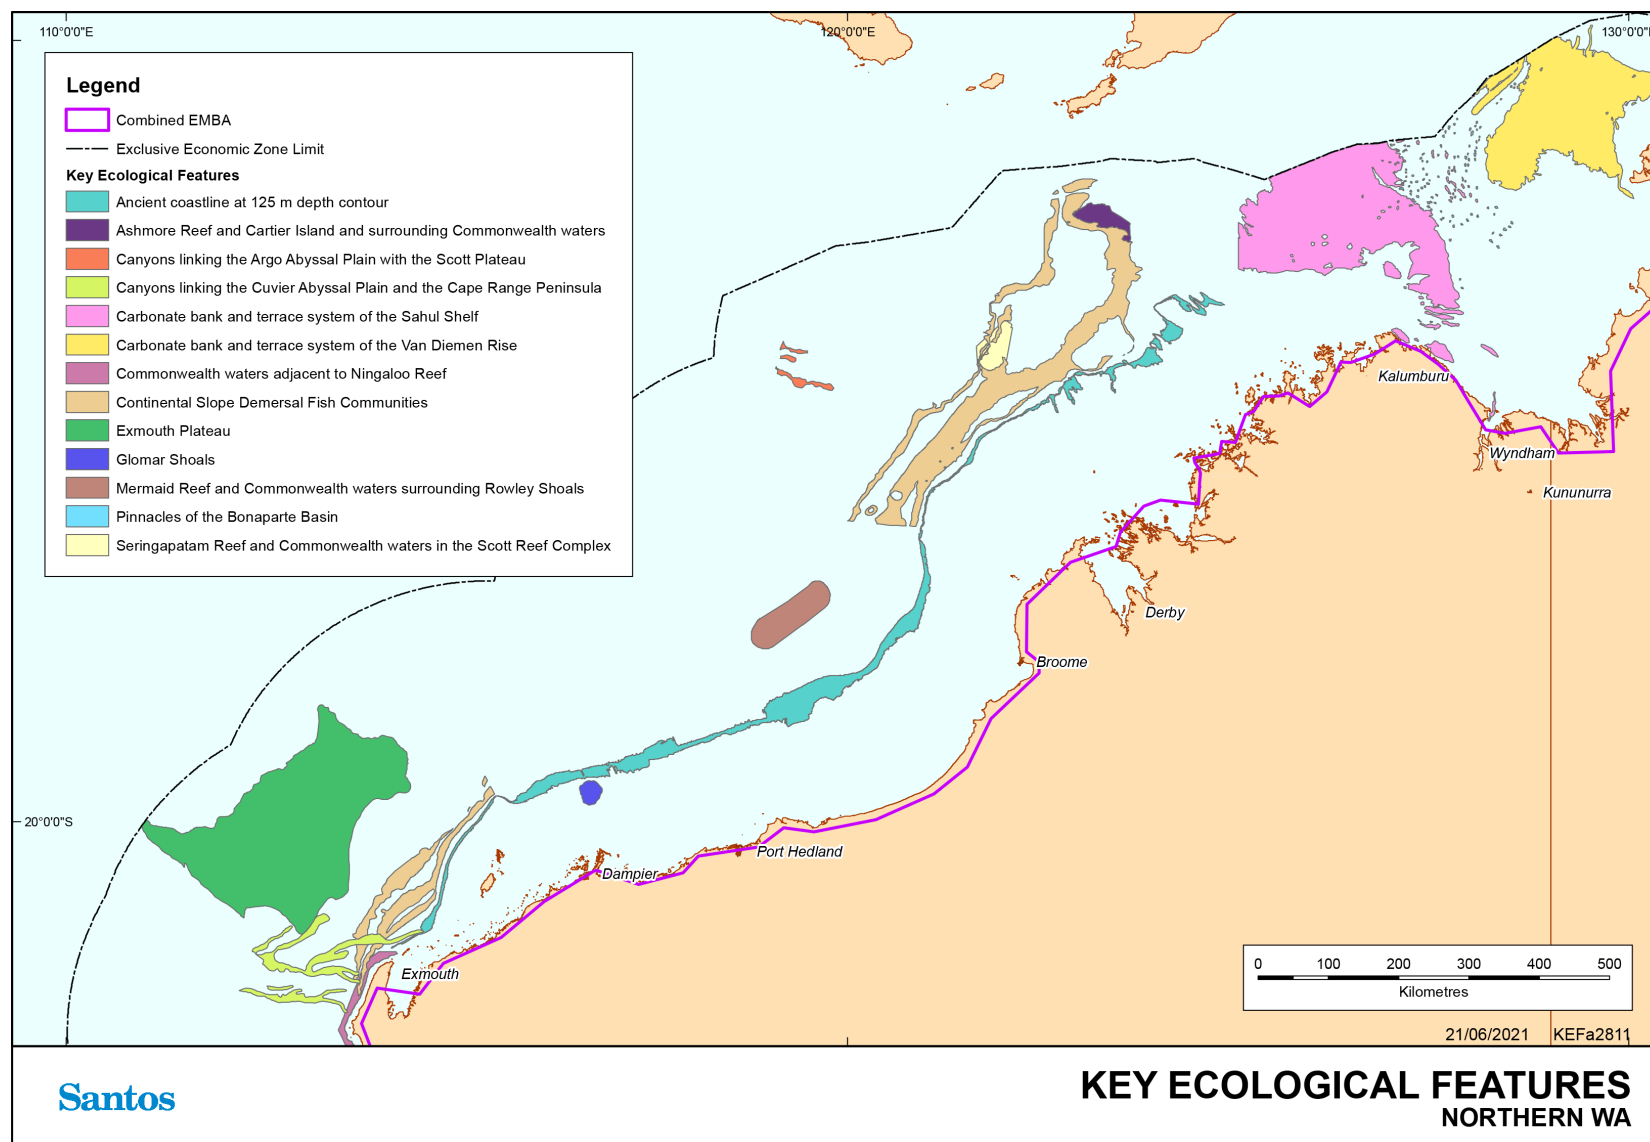 110°0'0"E
120°0'0"E
130°0'0"
Legend
Combined EMBA
Exclusive Economic Zone Limit
Key Ecological Features
Ancient coastline at 125 m depth contour
Ashmore Reef and Cartier Island and surrounding Commonwealth waters
Canyons linking the Argo Abyssal Plain with the Scott Plateau
Canyons linking the Cuvier Abyssal Plain and the Cape Range Peninsula
Carbonate bank and terrace system of the Sahul Shelf
Carbonate bank and terrace system of the Van Diemen Rise
Commonwealth waters adjacent to Ningaloo Reef
Continental Slope Demersal Fish Communities
Exmouth Plateau
Glomar Shoals
Mermaid Reef and Commonwealth waters surrounding Rowley Shoals
Pinnacles of the Bonaparte Basin
Seringapatam Reef and Commonwealth waters in the Scott Reef Complex
Kalumburu
Wyndham
Kununurra
Derby
Broome
20°0'0"S
Port Hedland
Dampier
Exmouth
0 100 200 300 400 500
Kilometres
21/06/2021 KEFa2811
Santos
KEY ECOLOGICAL FEATURES
NORTHERN WA